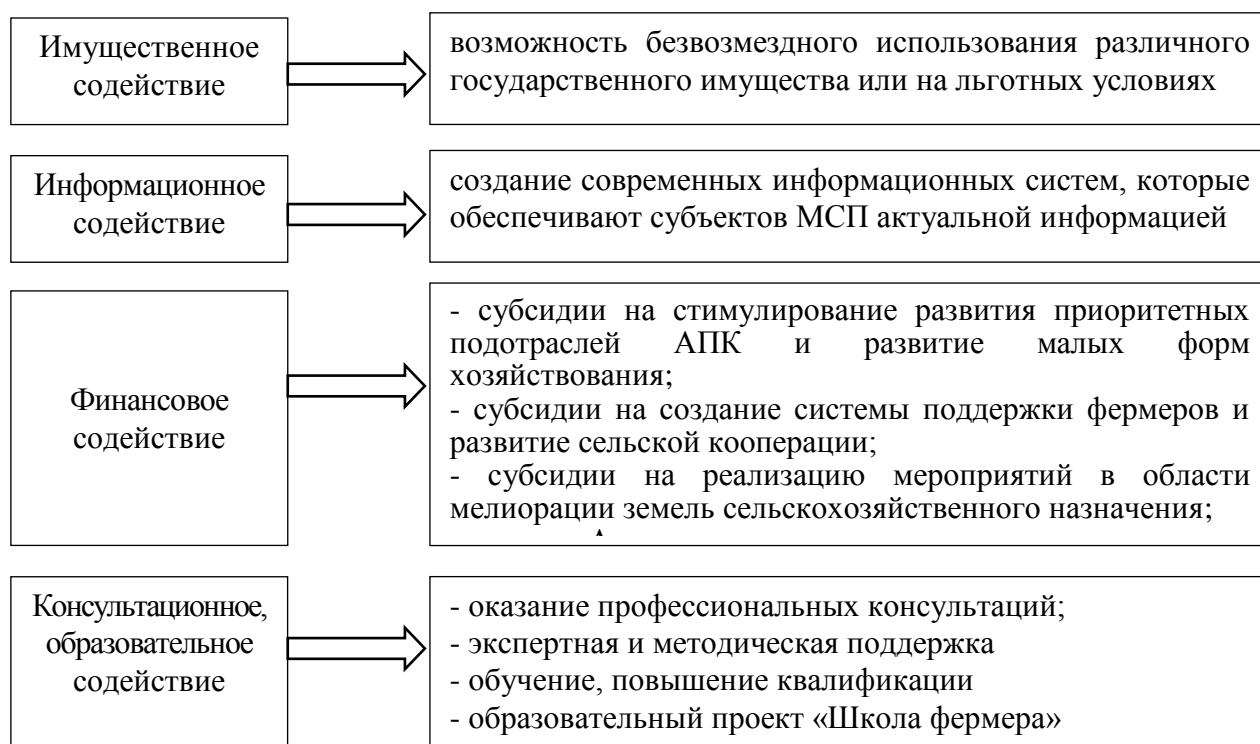 Имущественное
содействие
возможность безвозмездного использования различного
государственного имущества или на льготных условиях
Информационное
содействие
создание современных информационных систем, которые
обеспечивают субъектов МСП актуальной информацией
Финансовое
содействие
- субсидии на стимулирование развития приоритетных
подотраслей АПК и развитие малых форм
хозяйствования;
- субсидии на создание системы поддержки фермеров и
развитие сельской кооперации;
- субсидии на реализацию мероприятий в области
мелиорации земель сельскохозяйственного назначения;
Консультационное,
образовательное
содействие
- оказание профессиональных консультаций;
- экспертная и методическая поддержка
- обучение, повышение квалификации
- образовательный проект «Школа фермера»